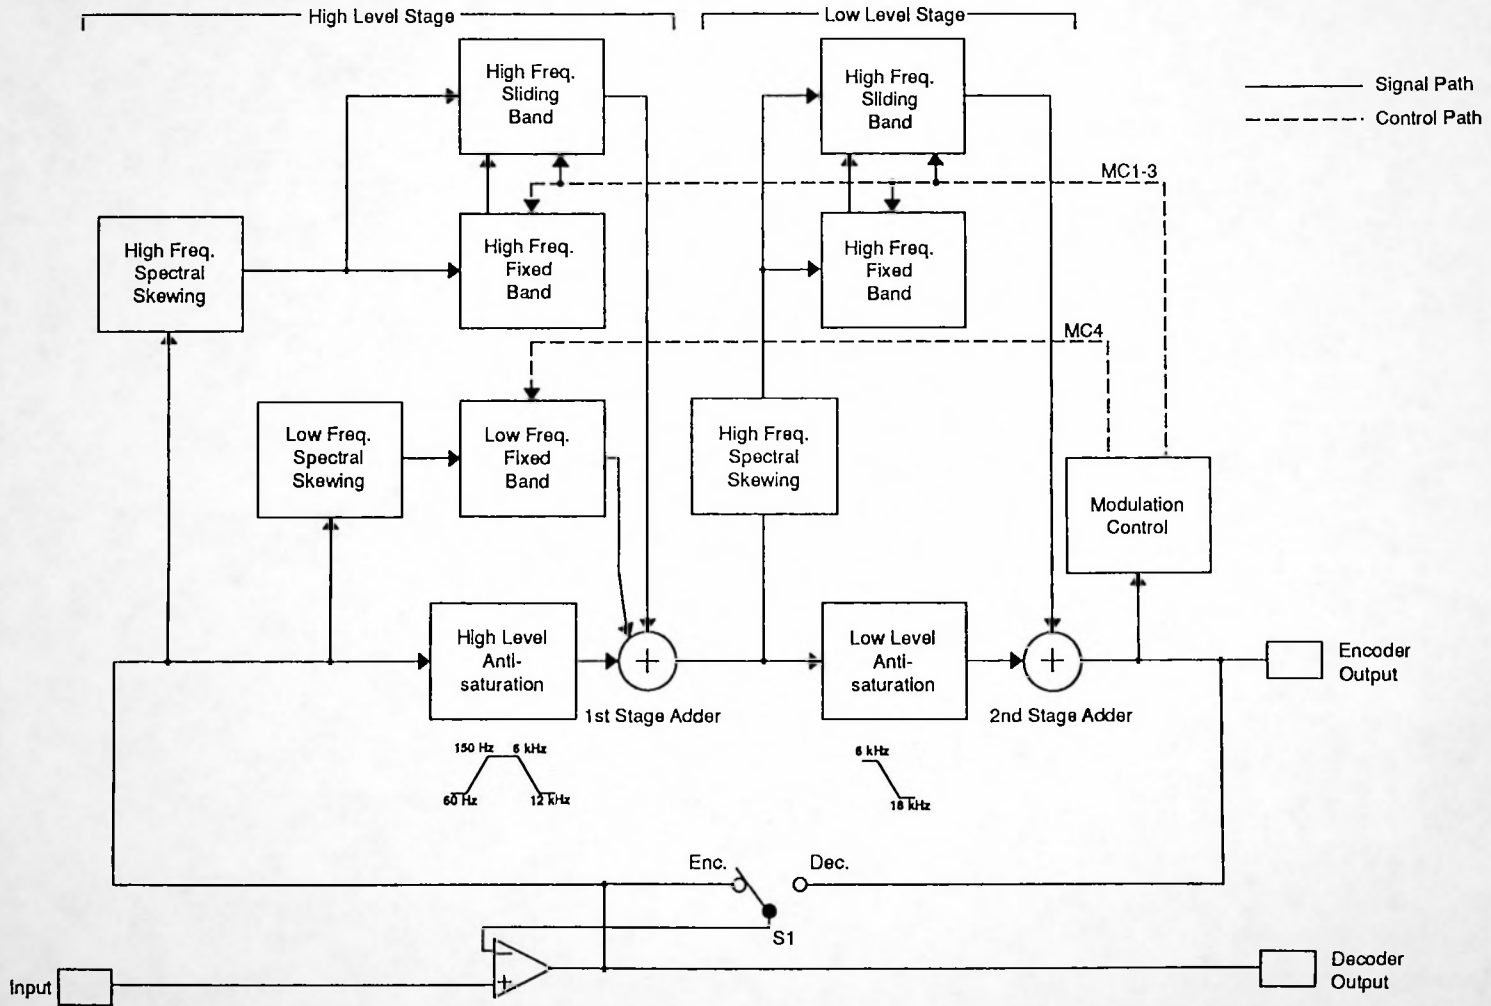 High Level Stage
Low Level Stage
High Freq.
Sliding
Band
High Freq.
Sliding
Band
Signal Path
Control Path
MC1-3
High Freq.
Spectral
Skewing
High Freq.
Fixed
Band
High Freq.
Fixed
Band
MC4
Low Freq.
Spectral
Skewing
Low Freq.
Fixed
Band
High Freq.
Spectral
Skewing
Modulation
Control
High Level
Anti-
saturation
+
1st Stage Adder
Low Level
Anti-
saturation
+
2nd Stage Adder
Encoder
Output
150 Hz
6 kHz
60 Hz
12 kHz
6 kHz
18 kHz
Enc.
Dec.
S1
−
+
Input
Decoder
Output